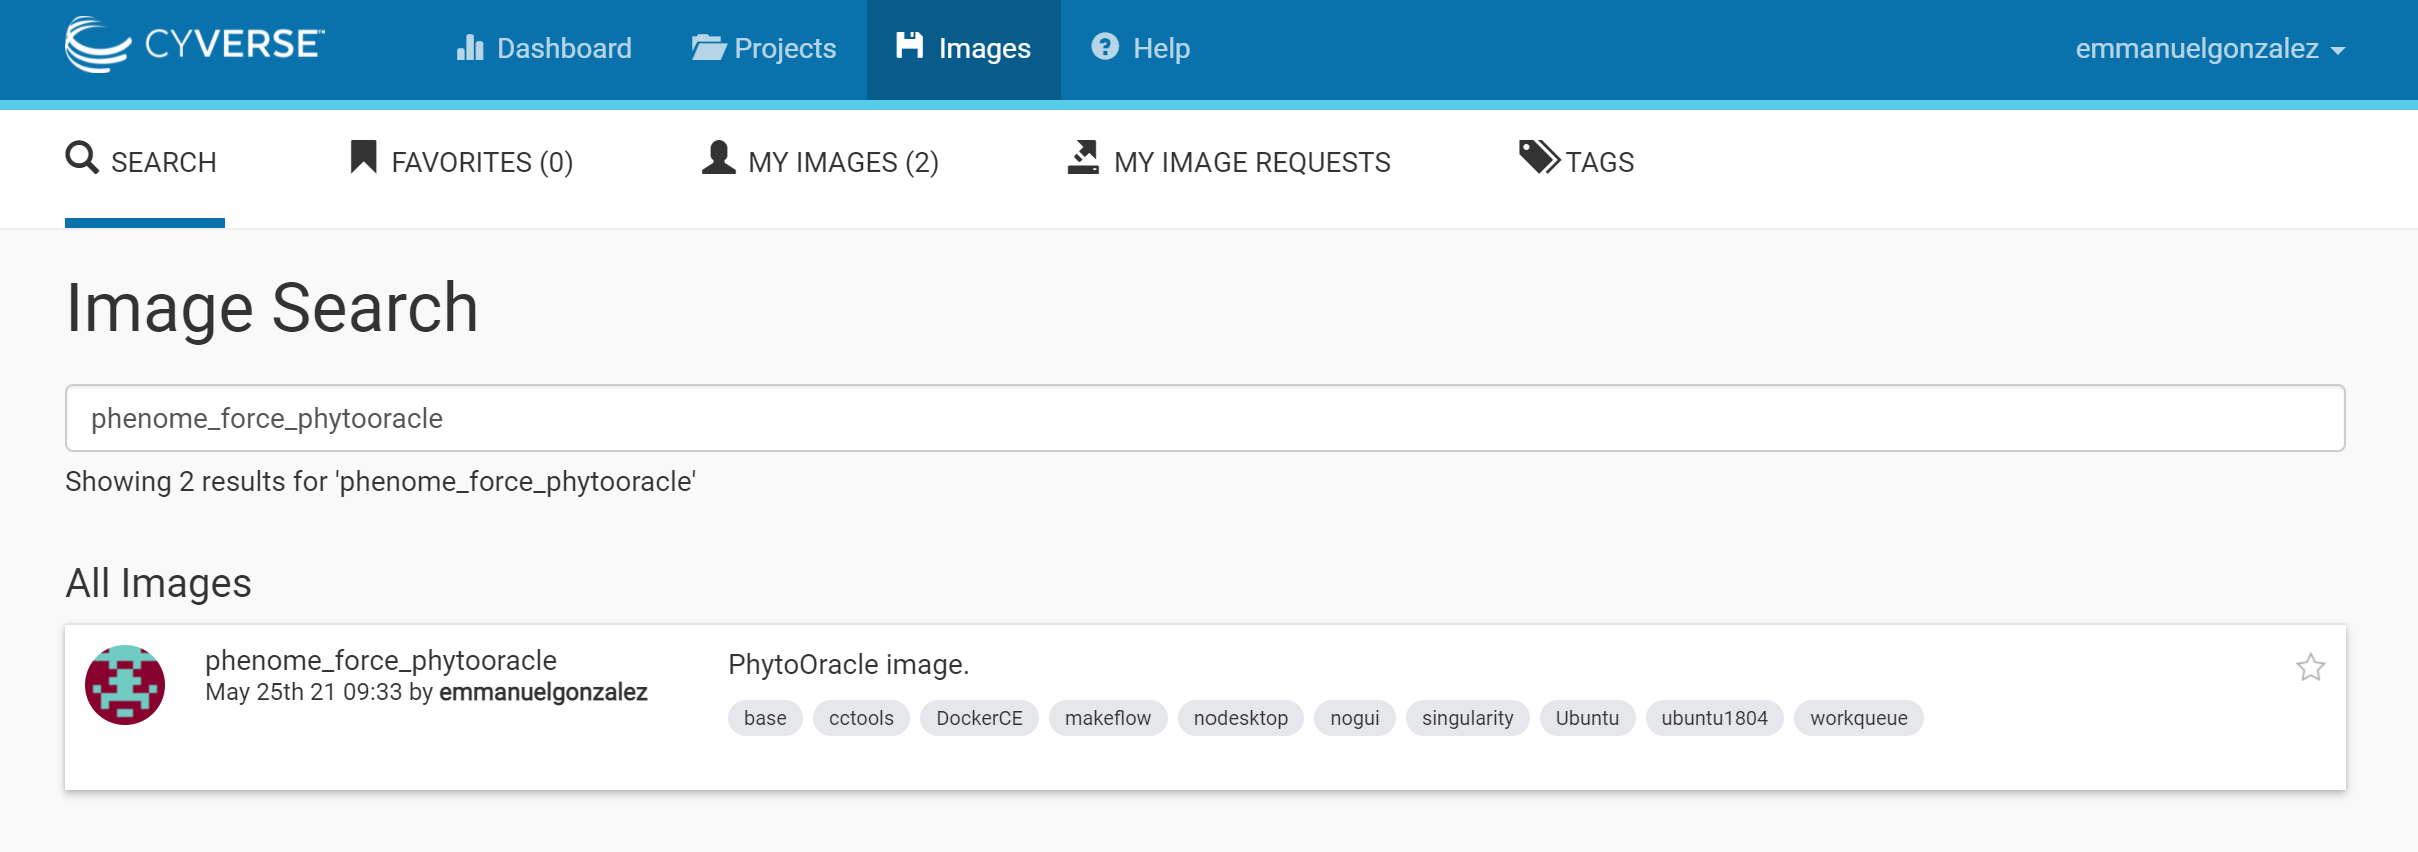 CYVERSE™ Dashboard Projects Images Help emmanuelgonzalez
SEARCH FAVORITES (0) MY IMAGES (2) MY IMAGE REQUESTS TAGS
Image Search
phenome_force_phytooracle
Showing 2 results for 'phenome_force_phytooracle'
All Images
phenome_force_phytooracle
May 25th 21 09:33 by emmanuelgonzalez
PhytoOracle image.
base cctools DockerCE makeflow nodesktop nogui singularity Ubuntu ubuntu1804 workqueue